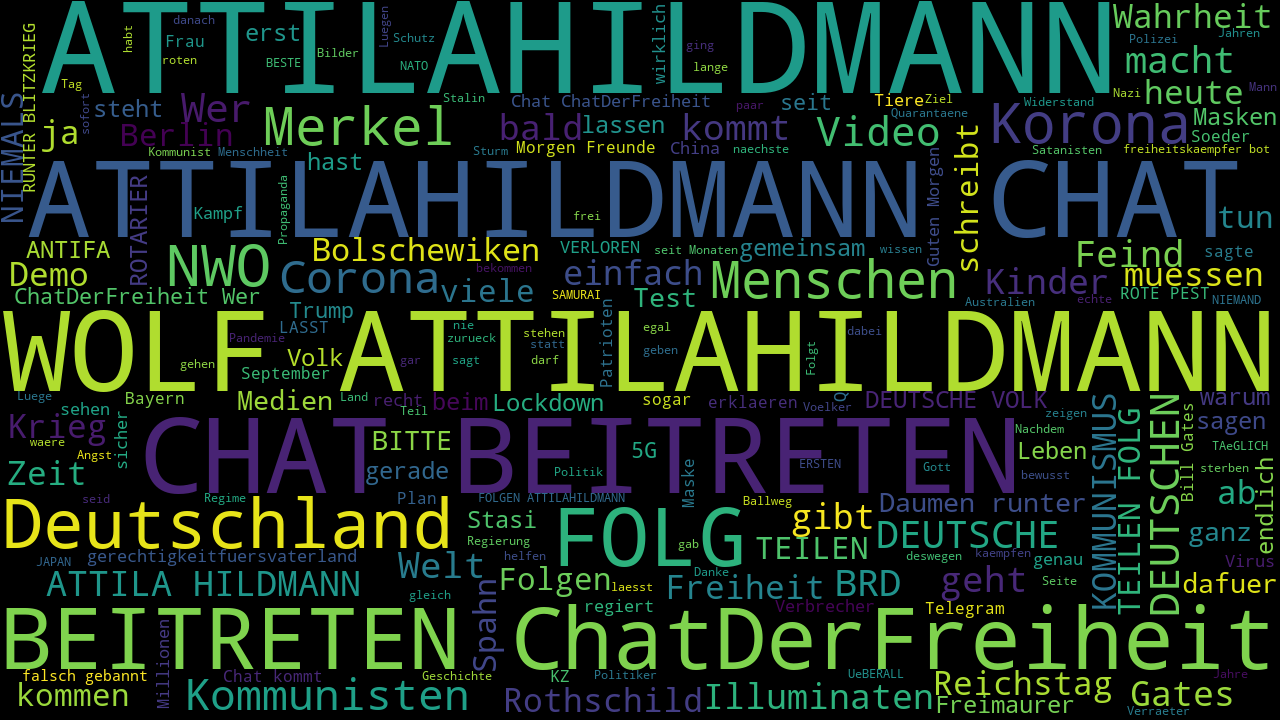 ATTILAHILDMANN
Wahrheit
danach
habt
Frau
erst
Luegen
Schutz
wirklich
ging
Polizei
Jahren
RUNTER BLITZKRIEG
roten
BESTE
Bilder
NATO
lange
macht
Tag
Nazi
heute
Mann
NIEMALS
sofort
steht
Wer
Stalin
Chat ChatDerFreiheit
paar
seit
Tiere
Ziel
Quarantaene
Widerstand
Korona
Masken
ja
Berlin
Merkel
bald
lassen
kommt
Video
schreibt
Soeder
Kommunist
Menschheit
hast
Sturm
Morgen Freunde
China
naechste
Satanisten
freiheitskaempfer bot
ATTILAHILDMANN CHAT
ROTARIER
Kampf
Propaganda
frei
Guten Morgen
tun
ANTIFA
NWO
Bolschewiken
VERLOREN
seit Monaten
gemeinsam
wissen
Feind
sagte
Demo
Corona
bekommen
einfach
Menschen
Kinder
muessen
ChatDerFreiheit Wer
viele
SAMURAI
Test
Australien
echte
ROTE PEST
NIEMAND
Trump
LASST
Patrioten
WOLF ATTILAHILDMANN
Pandemie
nie
zurueck
stehen
statt
egal
dabei
gehen
Volk
gar
sagt
darf
geben
Folgt
September
Luege
Bayern
Medien
Land
recht
beim
Lockdown
sogar
erklaeren
Voelker
Q
DEUTSCHE VOLK
warum
sehen
Teil
zeigen
KOMMUNISMUS
TEILEN FOLG
DEUTSCHEN
Bill Gates
sagen
Krieg
sicher
CHAT BEITRETEN
Nachdem
waere
BITTE
5G
Leben
TAeGLICH
Angst
Zeit
gerade
Politik
Maske
ERSTEN
Gott
bewusst
sterben
endlich
seid
Regime
Plan
FOLGEN ATTILAHILDMANN
Ballweg
Daumen runter
ab
Deutschland
Stasi
FOLG
gibt
DEUTSCHE
ganz
Regierung
gab
TEILEN
JAPAN
gerechtigkeitfuersvaterland
Welt
helfen
deswegen
kaempfen
genau
Virus
ATTILA HILDMANN
Folgen
laesst
Danke
Freiheit
BRD
geht
Seite
dafuer
gleich
Spahn
regiert
Verbrecher
Telegram
BEITRETEN ChatDerFreiheit
Millionen
falsch gebannt
Chat kommt
Geschichte
KZ
Politiker
UeBERALL
Reichstag
Jahre
kommen
Kommunisten
Rothschild
Illuminaten
Freimaurer
Gates
Verraeter